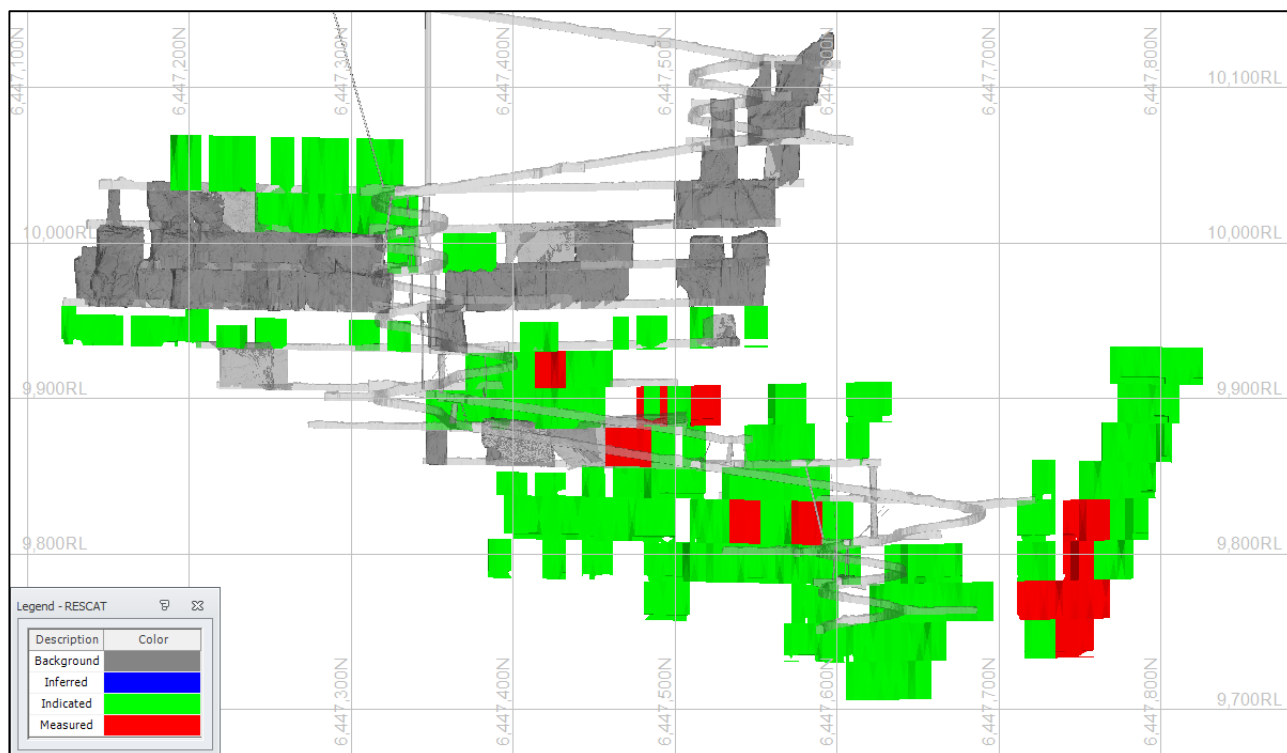 6,447,100N
6,447,200N
6,447,300N
6,447,400N
6,447,500N
6,447,600N
6,447,700N
6,447,800N
10,100RL
10,000RL
10,000RL
9,900RL
9,900RL
9,800RL
9,800RL
9,700RL
Legend - RESCAT
Description Color
Background
Inferred
Indicated
Measured
6,447,300N
6,447,400N
6,447,500N
6,447,600N
6,447,700N
6,447,800N